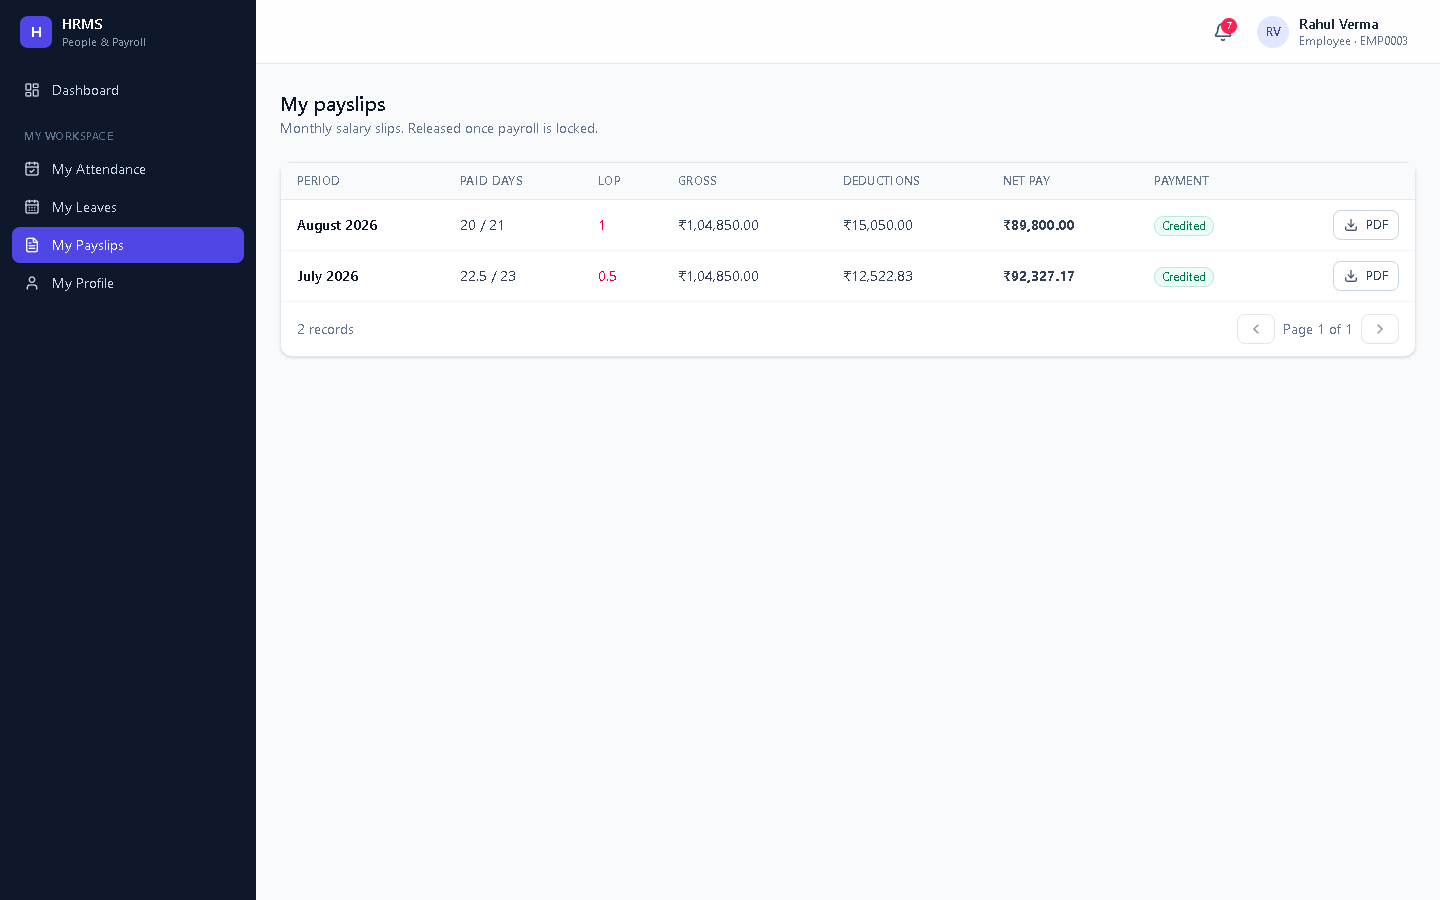 HRMS
People & Payroll
Dashboard
MY WORKSPACE
My Attendance
My Leaves
My Payslips
My Profile
7
RV
Rahul Verma
Employee · EMP0003
My payslips
Monthly salary slips. Released once payroll is locked.
PERIOD PAID DAYS LOP GROSS DEDUCTIONS NET PAY PAYMENT
August 2026 20 / 21 1 ₹1,04,850.00 ₹15,050.00 ₹89,800.00 Credited PDF
July 2026 22.5 / 23 0.5 ₹1,04,850.00 ₹12,522.83 ₹92,327.17 Credited PDF
2 records Page 1 of 1
H